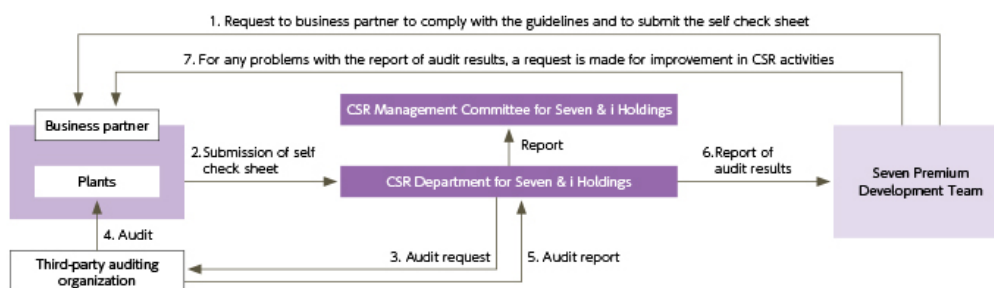 1. Request to business partner to comply with the guidelines and to submit the self check sheet
7. For any problems with the report of audit results, a request is made for improvement in CSR activities
Business partner
Plants
2.Submission of self
check sheet
CSR Management Committee for Seven & i Holdings
Report
CSR Department for Seven & i Holdings
6.Report of
audit results
Seven Premium
Development Team
4. Audit
Third-party auditing
organization
3. Audit request
5. Audit report